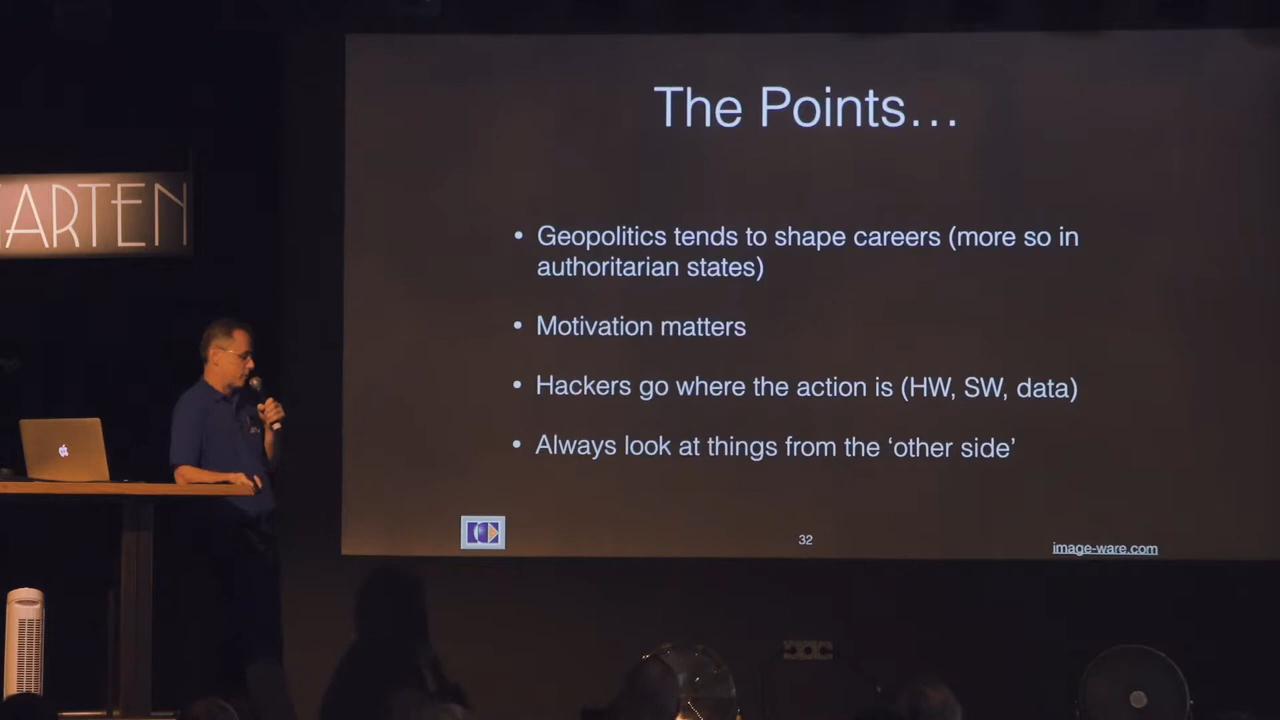 ARTEN
The Points…
• Geopolitics tends to shape careers (more so in
authoritarian states)
• Motivation matters
• Hackers go where the action is (HW, SW, data)
• Always look at things from the ‘other side’
32
image-ware.com